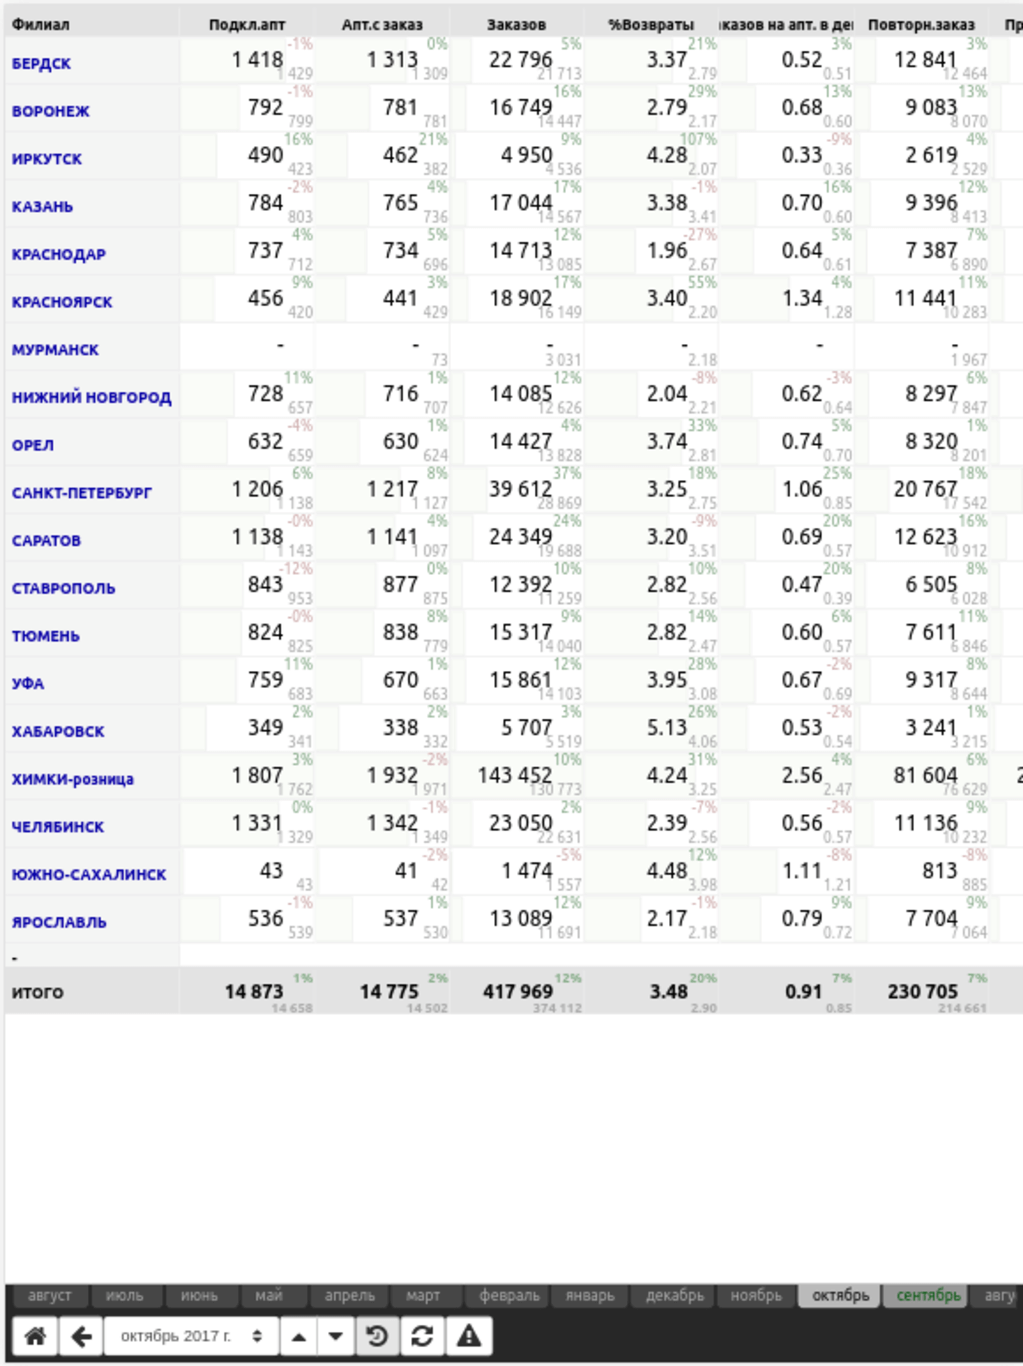 Филиал Подкл.апт Апт.с заказ Заказов %Возвраты казов на апт. в ден Повторн.заказ Пр
БЕРДСК 1 418 -1% 1 429 1 313 0% 1 309 22 796 5% 21 713 3.37 21% 2.79 0.52 3% 0.51 12 841 3% 12 464
ВОРОНЕЖ 792 -1% 799 781 781 16 749 16% 14 447 2.79 29% 2.17 0.68 13% 0.60 9 083 13% 8 070
ИРКУТСК 490 16% 423 462 21% 382 4 950 9% 4 536 4.28 107% 2.07 0.33 -9% 0.36 2 619 4% 2 529
КАЗАНЬ 784 -2% 803 765 4% 736 17 044 17% 14 567 3.38 -1% 3.41 0.70 16% 0.60 9 396 12% 8 413
КРАСНОДАР 737 4% 712 734 5% 696 14 713 12% 13 085 1.96 -27% 2.67 0.64 5% 0.61 7 387 7% 6 890
КРАСНОЯРСК 456 9% 420 441 3% 429 18 902 17% 16 149 3.40 55% 2.20 1.34 4% 1.28 11 441 11% 10 283
МУРМАНСК - - 73 - 3 031 - 2.18 - - 1 967
НИЖНИЙ НОВГОРОД 728 11% 657 716 1% 707 14 085 12% 12 626 2.04 -8% 2.21 0.62 -3% 0.64 8 297 6% 7 847
ОРЕЛ 632 -4% 659 630 1% 624 14 427 4% 13 828 3.74 33% 2.81 0.74 5% 0.70 8 320 1% 8 201
САНКТ-ПЕТЕРБУРГ 1 206 6% 1 138 1 217 8% 1 127 39 612 37% 28 869 3.25 18% 2.75 1.06 25% 0.85 20 767 18% 17 542
САРАТОВ 1 138 -0% 1 143 1 141 4% 1 097 24 349 24% 19 688 3.20 -9% 3.51 0.69 20% 0.57 12 623 16% 10 912
СТАВРОПОЛЬ 843 -12% 953 877 0% 875 12 392 10% 11 259 2.82 10% 2.56 0.47 20% 0.39 6 505 8% 6 028
ТЮМЕНЬ 824 -0% 825 838 8% 779 15 317 9% 14 040 2.82 14% 2.47 0.60 6% 0.57 7 611 11% 6 846
УФА 759 11% 683 670 1% 663 15 861 12% 14 103 3.95 28% 3.08 0.67 -2% 0.69 9 317 8% 8 644
ХАБАРОВСК 349 2% 341 338 2% 332 5 707 3% 5 519 5.13 26% 4.06 0.53 -2% 0.54 3 241 1% 3 215
ХИМКИ-розница 1 807 3% 1 762 1 932 -2% 1 971 143 452 10% 130 773 4.24 31% 3.25 2.56 4% 2.47 81 604 6% 76 629 2
ЧЕЛЯБИНСК 1 331 0% 1 329 1 342 -1% 1 349 23 050 2% 22 631 2.39 -7% 2.56 0.56 -2% 0.57 11 136 9% 10 232
ЮЖНО-САХАЛИНСК 43 43 41 -2% 42 1 474 -5% 1 557 4.48 12% 3.98 1.11 -8% 1.21 813 -8% 885
ЯРОСЛАВЛЬ 536 -1% 539 537 1% 530 13 089 12% 11 691 2.17 -1% 2.18 0.79 9% 0.72 7 704 9% 7 064
-
ИТОГО 14 873 1% 14 658 14 775 2% 14 502 417 969 12% 374 112 3.48 20% 2.90 0.91 7% 0.85 230 705 7% 214 661
август июль июнь май апрель март февраль январь декабрь ноябрь октябрь сентябрь авгу
октябрь 2017 г.